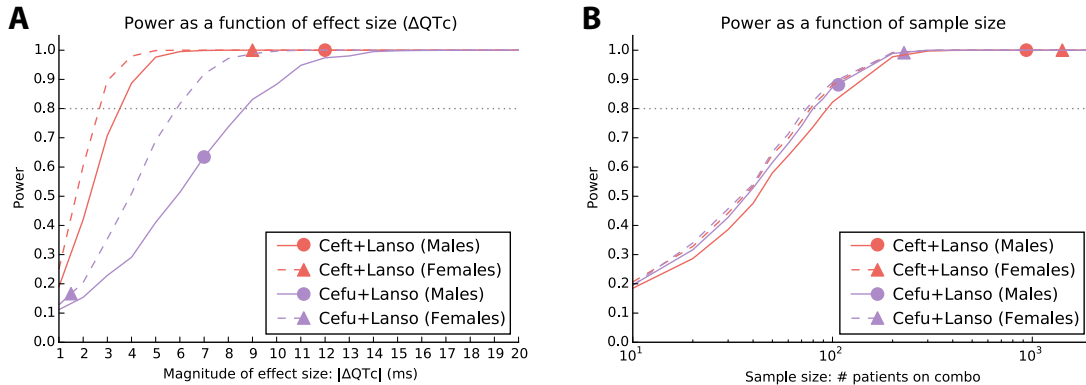 A
Power as a function of effect size (ΔQTc)
Power
1.0
0.9
0.8
0.7
0.6
0.5
0.4
0.3
0.2
0.1
0.0
1 2 3 4 5 6 7 8 9 10 11 12 13 14 15 16 17 18 19 20
Magnitude of effect size: |ΔQTc| (ms)
Ceft+Lanso (Males)
Ceft+Lanso (Females)
Cefu+Lanso (Males)
Cefu+Lanso (Females)
B
Power as a function of sample size
Power
1.0
0.9
0.8
0.7
0.6
0.5
0.4
0.3
0.2
0.1
0.0
10¹ 10² 10³
Sample size: # patients on combo
Ceft+Lanso (Males)
Ceft+Lanso (Females)
Cefu+Lanso (Males)
Cefu+Lanso (Females)